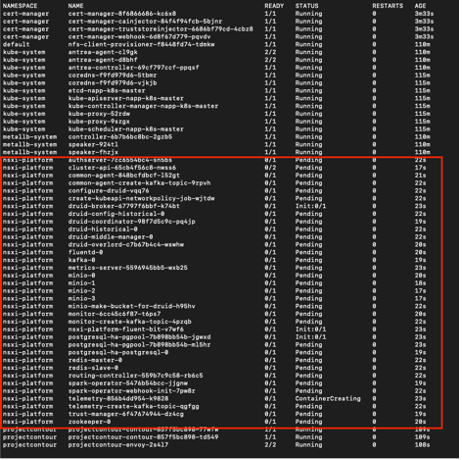 NAMESPACE NAME READY STATUS RESTARTS AGE
cert-manager cert-manager-8f6866686-kc6x8 1/1 Running 0 3m33s
cert-manager cert-manager-cainjector-84f4f94fcb-5bjnr 1/1 Running 0 3m33s
cert-manager cert-manager-truststoreinjector-6686bf79cd-4cbz8 1/1 Running 0 3m33s
cert-manager cert-manager-webhook-6d8f67d779-pqvdv 1/1 Running 0 3m33s
default nfs-client-provisioner-f8448fd74-tdmkw 1/1 Running 0 110m
kube-system antrea-agent-cl9gk 2/2 Running 0 110m
kube-system antrea-agent-d8bhf 2/2 Running 0 110m
kube-system antrea-controller-69cf797ccf-ppqsf 1/1 Running 0 110m
kube-system coredns-f9fd979d6-5tbmr 1/1 Running 0 115m
kube-system coredns-f9fd979d6-vjkjb 1/1 Running 0 115m
kube-system etcd-napp-k8s-master 1/1 Running 0 115m
kube-system kube-apiserver-napp-k8s-master 1/1 Running 0 115m
kube-system kube-controller-manager-napp-k8s-master 1/1 Running 0 115m
kube-system kube-proxy-52rdw 1/1 Running 0 110m
kube-system kube-proxy-9szgx 1/1 Running 0 115m
kube-system kube-scheduler-napp-k8s-master 1/1 Running 0 115m
metallb-system controller-6b7b6bc8bc-2gzb5 1/1 Running 0 110m
metallb-system speaker-924tl 1/1 Running 0 110m
metallb-system speaker-fhzjx 1/1 Running 0 110m
nsxi-platform 0/1 Pending 0 22s
nsxi-platform 0/2 Pending 0 17s
nsxi-platform common-agent-848bcfdbcf-l52gt 0/1 Pending 0 21s
nsxi-platform common-agent-create-kafka-topic-9rpvh 0/1 Pending 0 22s
nsxi-platform configure-druid-vqq76 0/1 Pending 0 22s
nsxi-platform create-kubeapi-networkpolicy-job-wjtdw 0/1 Pending 0 22s
nsxi-platform druid-broker-67797f6bbf-k74bt 0/1 Init:0/1 0 23s
nsxi-platform druid-config-historical-0 0/1 Pending 0 22s
nsxi-platform druid-coordinator-98f7d5c9c-pq4jp 0/1 Pending 0 19s
nsxi-platform druid-historical-0 0/1 Pending 0 22s
nsxi-platform druid-middle-manager-0 0/1 Pending 0 22s
nsxi-platform druid-overlord-c7b67b4c4-wswhw 0/1 Pending 0 20s
nsxi-platform fluentd-0 0/1 Pending 0 20s
nsxi-platform kafka-0 0/1 Pending 0 19s
nsxi-platform metrics-server-5596945bb5-wxb25 0/1 Pending 0 23s
nsxi-platform minio-0 0/1 Pending 0 20s
nsxi-platform minio-1 0/1 Pending 0 18s
nsxi-platform minio-2 0/1 Pending 0 17s
nsxi-platform minio-3 0/1 Pending 0 17s
nsxi-platform minio-make-bucket-for-druid-h95hv 0/1 Pending 0 22s
nsxi-platform monitor-6cc45c6f87-t6ps7 0/1 Pending 0 20s
nsxi-platform monitor-create-kafka-topic-4pzqb 0/1 Pending 0 22s
nsxi-platform nsxi-platform-fluent-bit-v7wf6 0/1 Init:0/1 0 23s
nsxi-platform postgresql-ha-pgpool-7b898bb54b-jgwxd 0/1 Init:0/1 0 23s
nsxi-platform postgresql-ha-pgpool-7b898bb54b-ml5hr 0/1 Pending 0 23s
nsxi-platform postgresql-ha-postgresql-0 0/1 Pending 0 19s
nsxi-platform redis-master-0 0/1 Pending 0 22s
nsxi-platform redis-slave-0 0/1 Pending 0 22s
nsxi-platform routing-controller-559b7c9c58-rb6c5 0/1 Pending 0 22s
nsxi-platform spark-operator-5476b54bcc-jjgnw 0/1 Pending 0 19s
nsxi-platform spark-operator-webhook-init-7pw8r 0/1 Pending 0 22s
nsxi-platform telemetry-856b4dd954-k9828 0/1 ContainerCreating 0 23s
nsxi-platform telemetry-create-kafka-topic-qgfgg 0/1 Pending 0 22s
nsxi-platform trust-manager-6f47674944-dz4cg 0/1 Pending 0 19s
nsxi-platform zookeeper-0 0/1 Pending 0 20s
projectcontour 1/1 Running 0 109s
projectcontour projectcontour-contour-857f5bc898-td549 1/1 Running 0 109s
projectcontour projectcontour-envoy-2s4l7 2/2 Running 0 108s